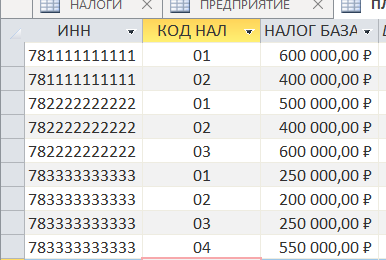 НАЛОГИ ПРЕДПРИЯТИЕ ПЛ
ИНН КОД НАЛ НАЛОГ БАЗА
781111111111 01 600 000,00 ₽
781111111111 02 400 000,00 ₽
782222222222 01 500 000,00 ₽
782222222222 02 400 000,00 ₽
782222222222 03 600 000,00 ₽
783333333333 01 250 000,00 ₽
783333333333 02 200 000,00 ₽
783333333333 03 250 000,00 ₽
783333333333 04 550 000,00 ₽